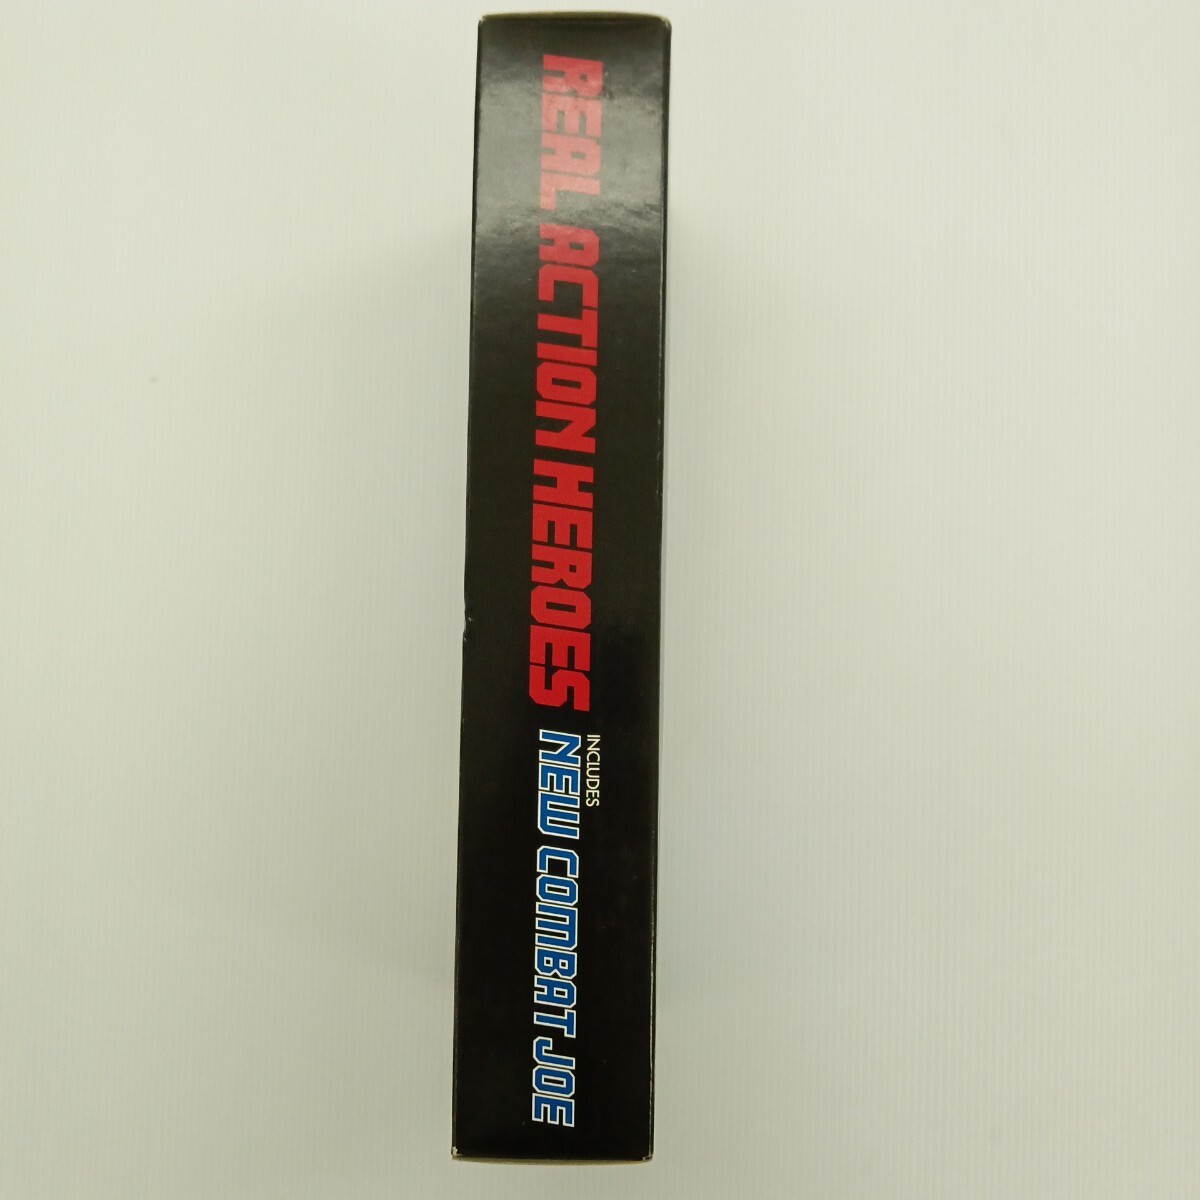 REAL ACTION HEROES
INCLUDES
NEW COMBAT JOE